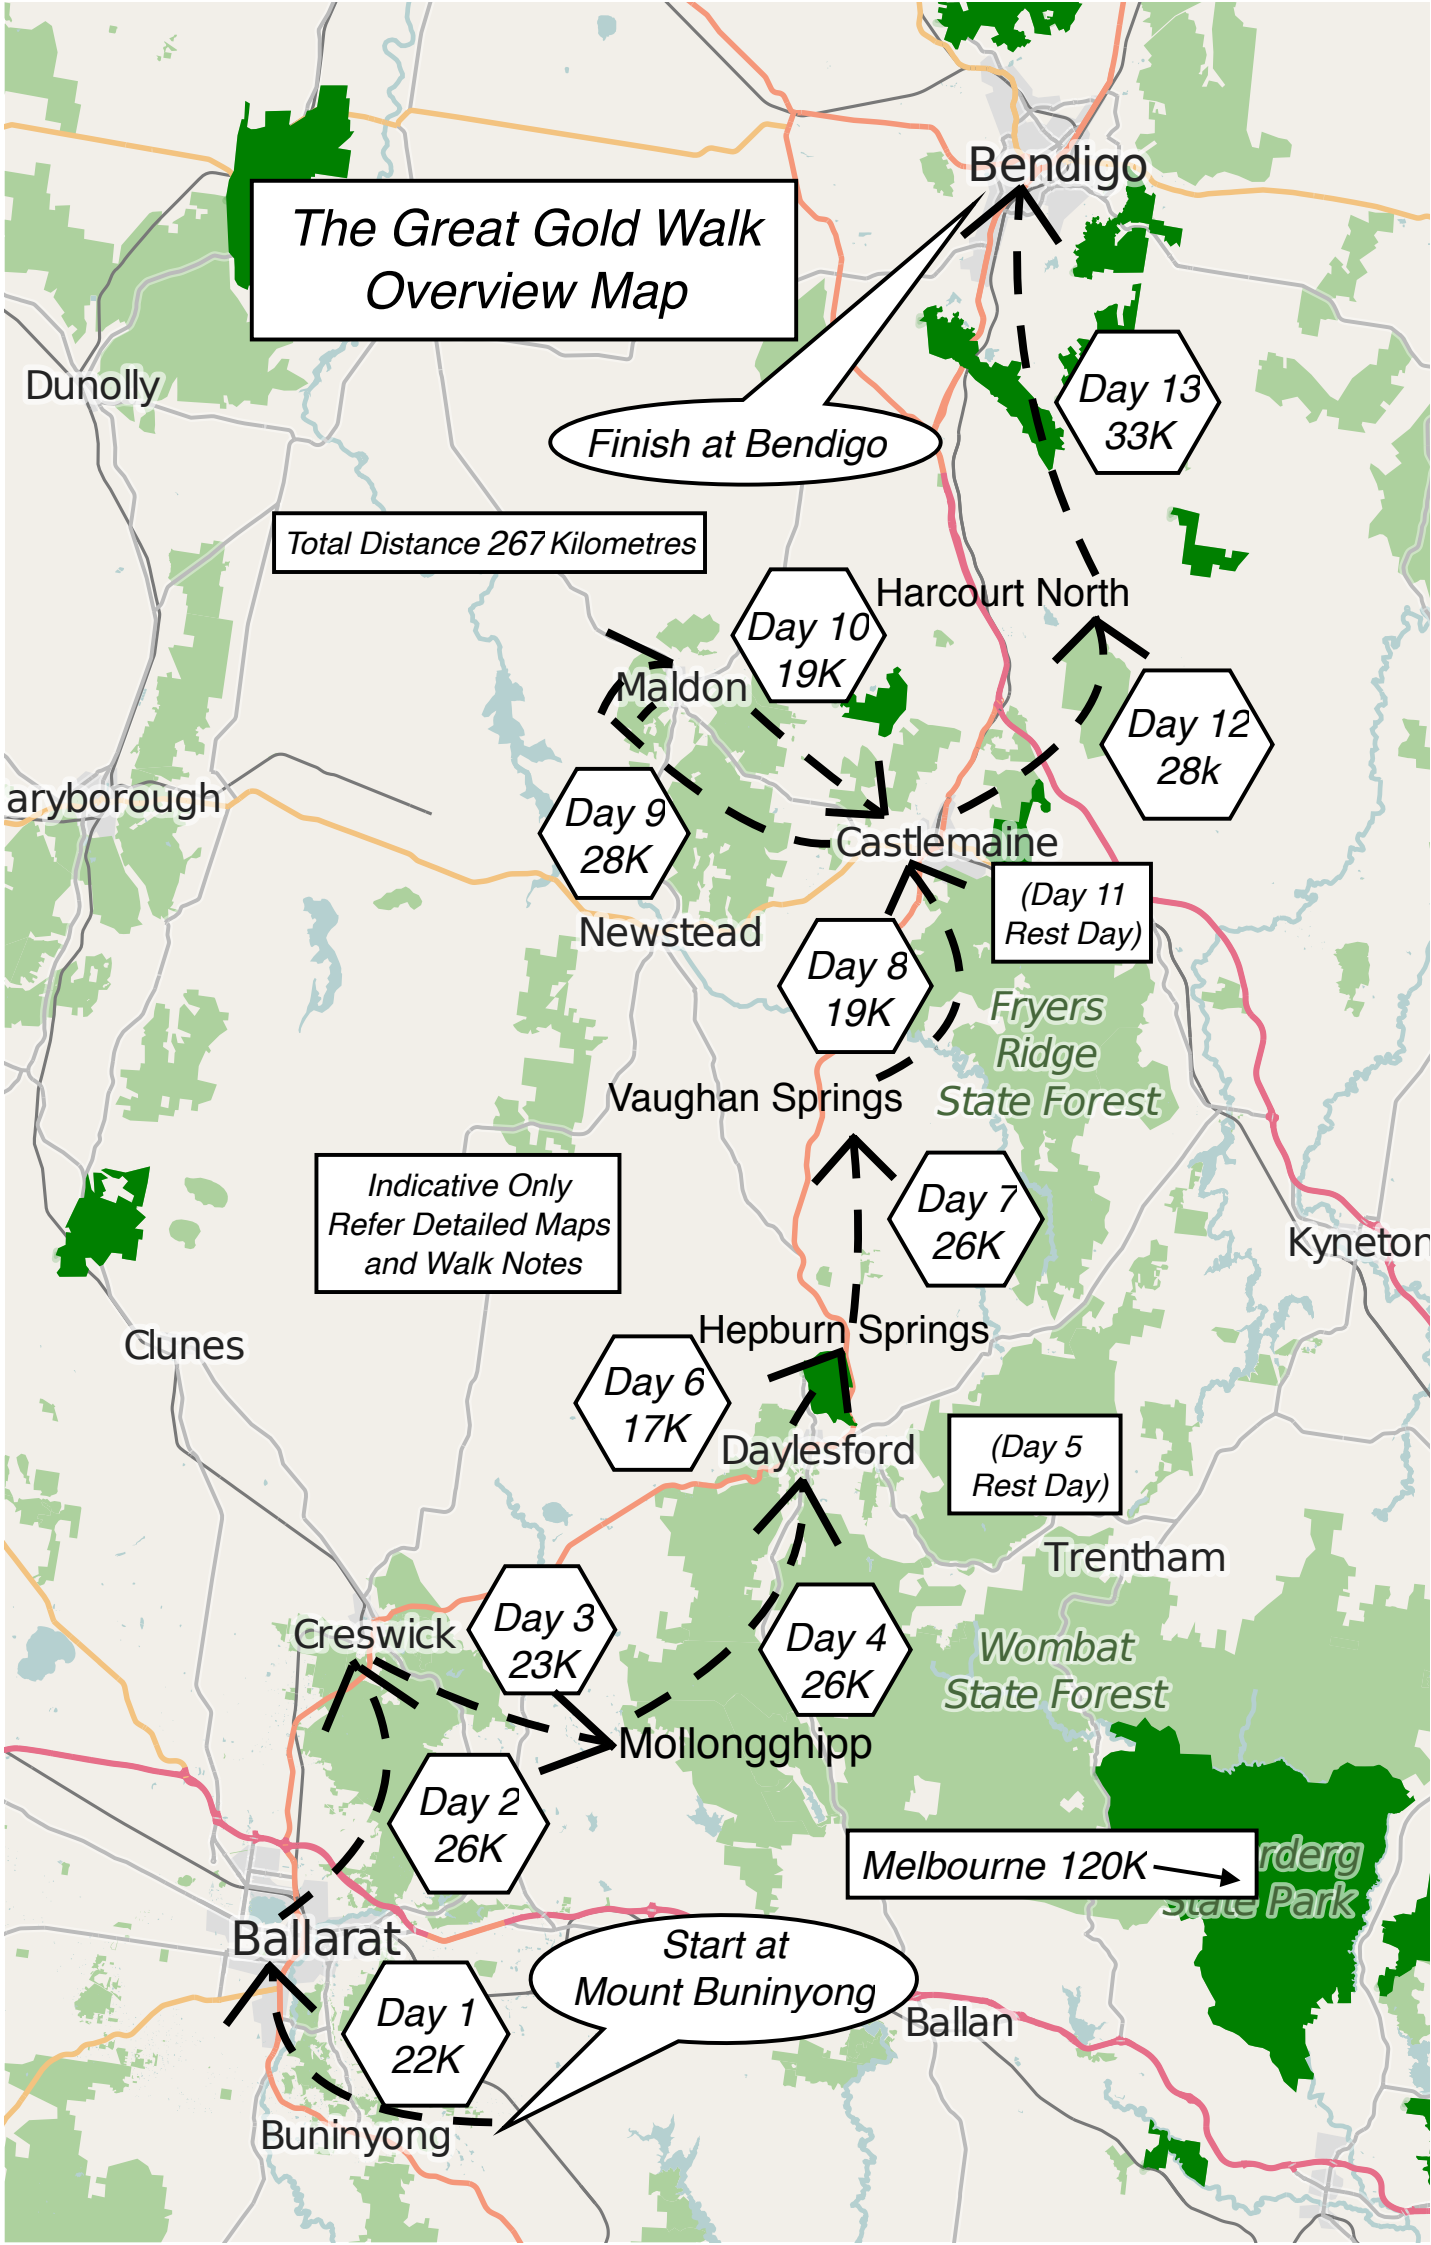 Bendigo
The Great Gold Walk
Overview Map
Dunolly
Day 13
33K
Finish at Bendigo
Total Distance 267 Kilometres
Harcourt North
Day 10
19K
Maldon
Day 12
28k
aryborough
Day 9
28K
Castlemaine
(Day 11
Rest Day)
Newstead
Day 8
19K
Fryers
Ridge
State Forest
Vaughan Springs
Indicative Only
Refer Detailed Maps
and Walk Notes
Day 7
26K
Kyneton
Clunes
Hepburn Springs
Day 6
17K
Daylesford
(Day 5
Rest Day)
Trentham
Creswick
Day 3
23K
Day 4
26K
Wombat
State Forest
Mollongghipp
Day 2
26K
Melbourne 120K
rderg
State Park
Ballarat
Start at
Mount Buninyong
Day 1
22K
Ballan
Buninyong